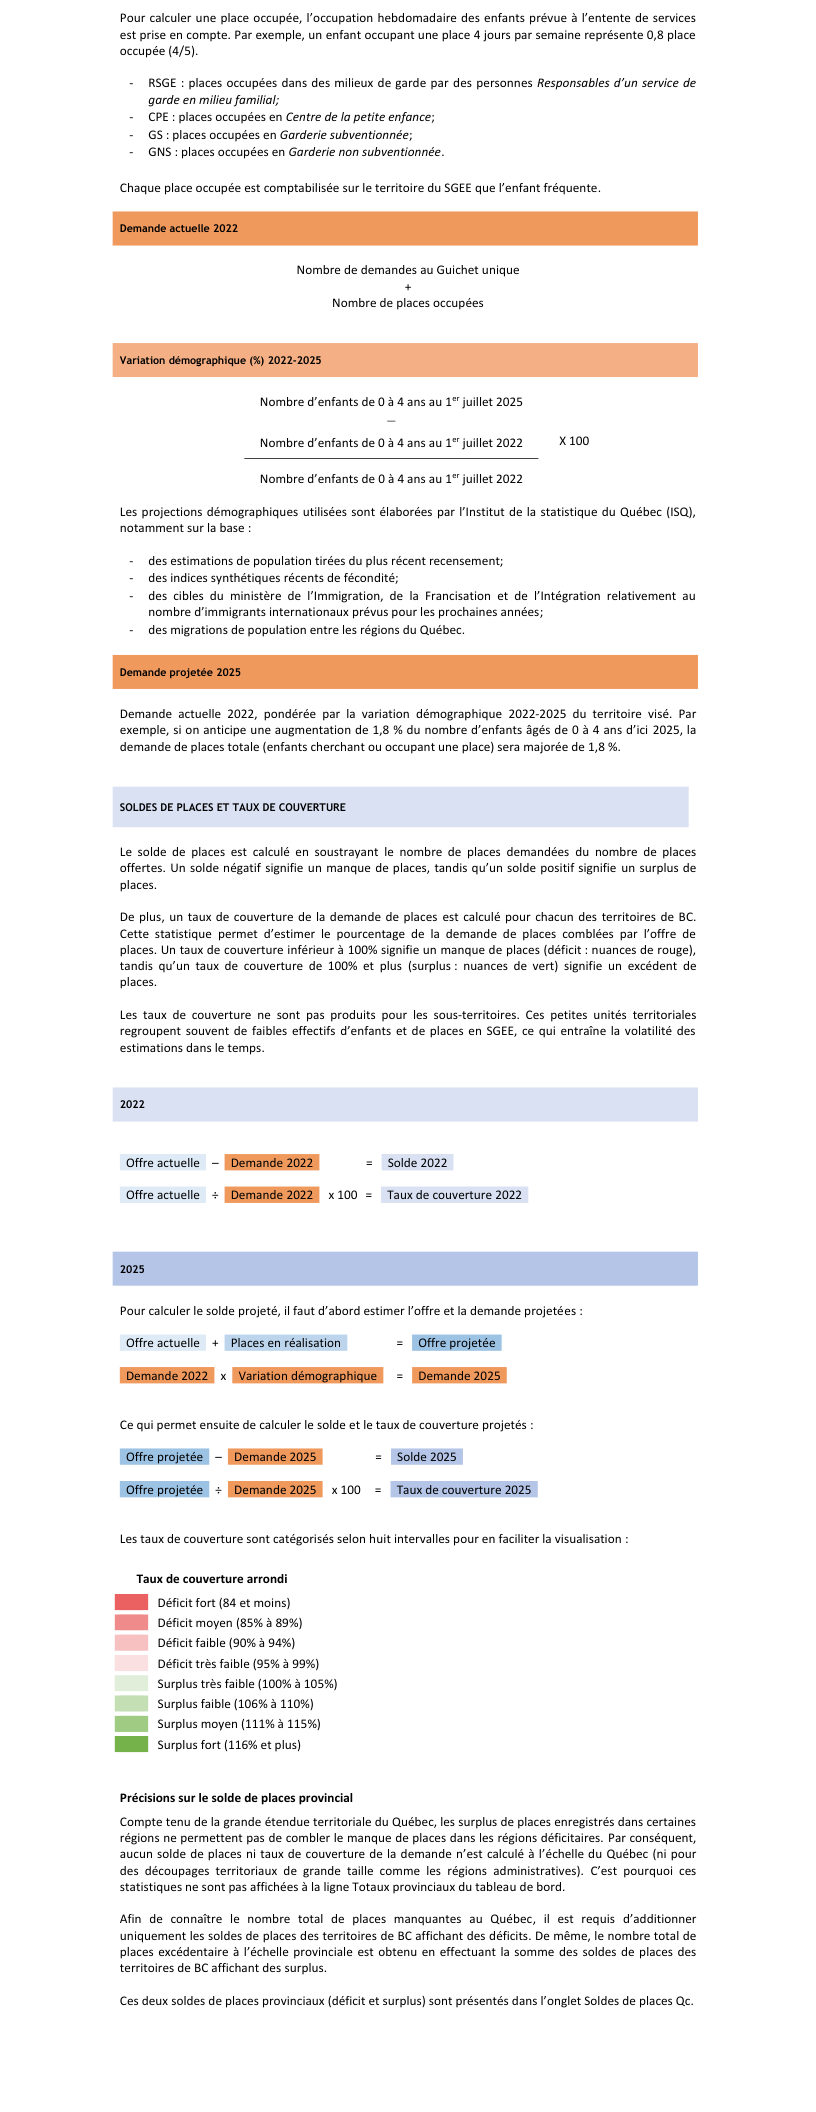 Pour calculer une place occupée, l’occupation hebdomadaire des enfants prévue à l’entente de services
est prise en compte. Par exemple, un enfant occupant une place 4 jours par semaine représente 0,8 place
occupée (4/5).
- RSGE : places occupées dans des milieux de garde par des personnes Responsables d’un service de
garde en milieu familial;
- CPE : places occupées en Centre de la petite enfance;
- GS : places occupées en Garderie subventionnée;
- GNS : places occupées en Garderie non subventionnée.
Chaque place occupée est comptabilisée sur le territoire du SGEE que l’enfant fréquente.
Demande actuelle 2022
Nombre de demandes au Guichet unique
+
Nombre de places occupées
Variation démographique (%) 2022-2025
Nombre d’enfants de 0 à 4 ans au 1er juillet 2025
—
Nombre d’enfants de 0 à 4 ans au 1er juillet 2022 X 100
Nombre d’enfants de 0 à 4 ans au 1er juillet 2022
Les projections démographiques utilisées sont élaborées par l’Institut de la statistique du Québec (ISQ),
notamment sur la base :
- des estimations de population tirées du plus récent recensement;
- des indices synthétiques récents de fécondité;
- des cibles du ministère de l’Immigration, de la Francisation et de l’Intégration relativement au
nombre d’immigrants internationaux prévus pour les prochaines années;
- des migrations de population entre les régions du Québec.
Demande projetée 2025
Demande actuelle 2022, pondérée par la variation démographique 2022-2025 du territoire visé. Par
exemple, si on anticipe une augmentation de 1,8 % du nombre d’enfants âgés de 0 à 4 ans d’ici 2025, la
demande de places totale (enfants cherchant ou occupant une place) sera majorée de 1,8 %.
SOLDES DE PLACES ET TAUX DE COUVERTURE
Le solde de places est calculé en soustrayant le nombre de places demandées du nombre de places
offertes. Un solde négatif signifie un manque de places, tandis qu’un solde positif signifie un surplus de
places.
De plus, un taux de couverture de la demande de places est calculé pour chacun des territoires de BC.
Cette statistique permet d’estimer le pourcentage de la demande de places comblées par l’offre de
places. Un taux de couverture inférieur à 100% signifie un manque de places (déficit : nuances de rouge),
tandis qu’un taux de couverture de 100% et plus (surplus : nuances de vert) signifie un excédent de
places.
Les taux de couverture ne sont pas produits pour les sous-territoires. Ces petites unités territoriales
regroupent souvent de faibles effectifs d’enfants et de places en SGEE, ce qui entraîne la volatilité des
estimations dans le temps.
2022
Offre actuelle – Demande 2022 = Solde 2022
Offre actuelle ÷ Demande 2022 x 100 = Taux de couverture 2022
2025
Pour calculer le solde projeté, il faut d’abord estimer l’offre et la demande projetées :
Offre actuelle + Places en réalisation = Offre projetée
Demande 2022 x Variation démographique = Demande 2025
Ce qui permet ensuite de calculer le solde et le taux de couverture projetés :
Offre projetée – Demande 2025 = Solde 2025
Offre projetée ÷ Demande 2025 x 100 = Taux de couverture 2025
Les taux de couverture sont catégorisés selon huit intervalles pour en faciliter la visualisation :
Taux de couverture arrondi
Déficit fort (84 et moins)
Déficit moyen (85% à 89%)
Déficit faible (90% à 94%)
Déficit très faible (95% à 99%)
Surplus très faible (100% à 105%)
Surplus faible (106% à 110%)
Surplus moyen (111% à 115%)
Surplus fort (116% et plus)
Précisions sur le solde de places provincial
Compte tenu de la grande étendue territoriale du Québec, les surplus de places enregistrés dans certaines
régions ne permettent pas de combler le manque de places dans les régions déficitaires. Par conséquent,
aucun solde de places ni taux de couverture de la demande n’est calculé à l’échelle du Québec (ni pour
des découpages territoriaux de grande taille comme les régions administratives). C’est pourquoi ces
statistiques ne sont pas affichées à la ligne Totaux provinciaux du tableau de bord.
Afin de connaître le nombre total de places manquantes au Québec, il est requis d’additionner
uniquement les soldes de places des territoires de BC affichant des déficits. De même, le nombre total de
places excédentaire à l’échelle provinciale est obtenu en effectuant la somme des soldes de places des
territoires de BC affichant des surplus.
Ces deux soldes de places provinciaux (déficit et surplus) sont présentés dans l’onglet Soldes de places Qc.